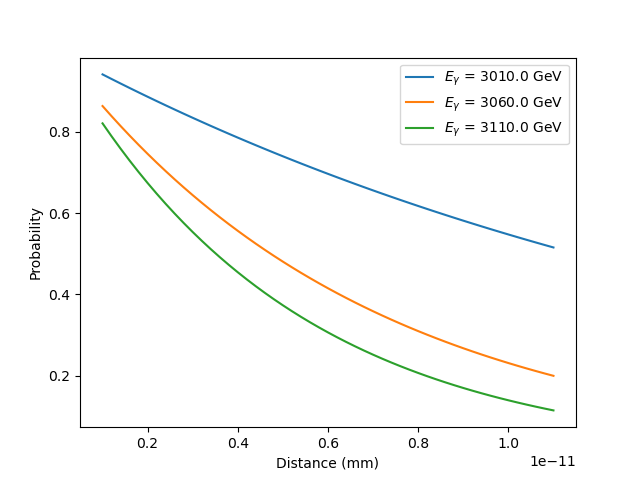 E_γ = 3010.0 GeV
E_γ = 3060.0 GeV
E_γ = 3110.0 GeV
Probability
0.8
0.6
0.4
0.2
0.2 0.4 0.6 0.8 1.0
1e−11
Distance (mm)